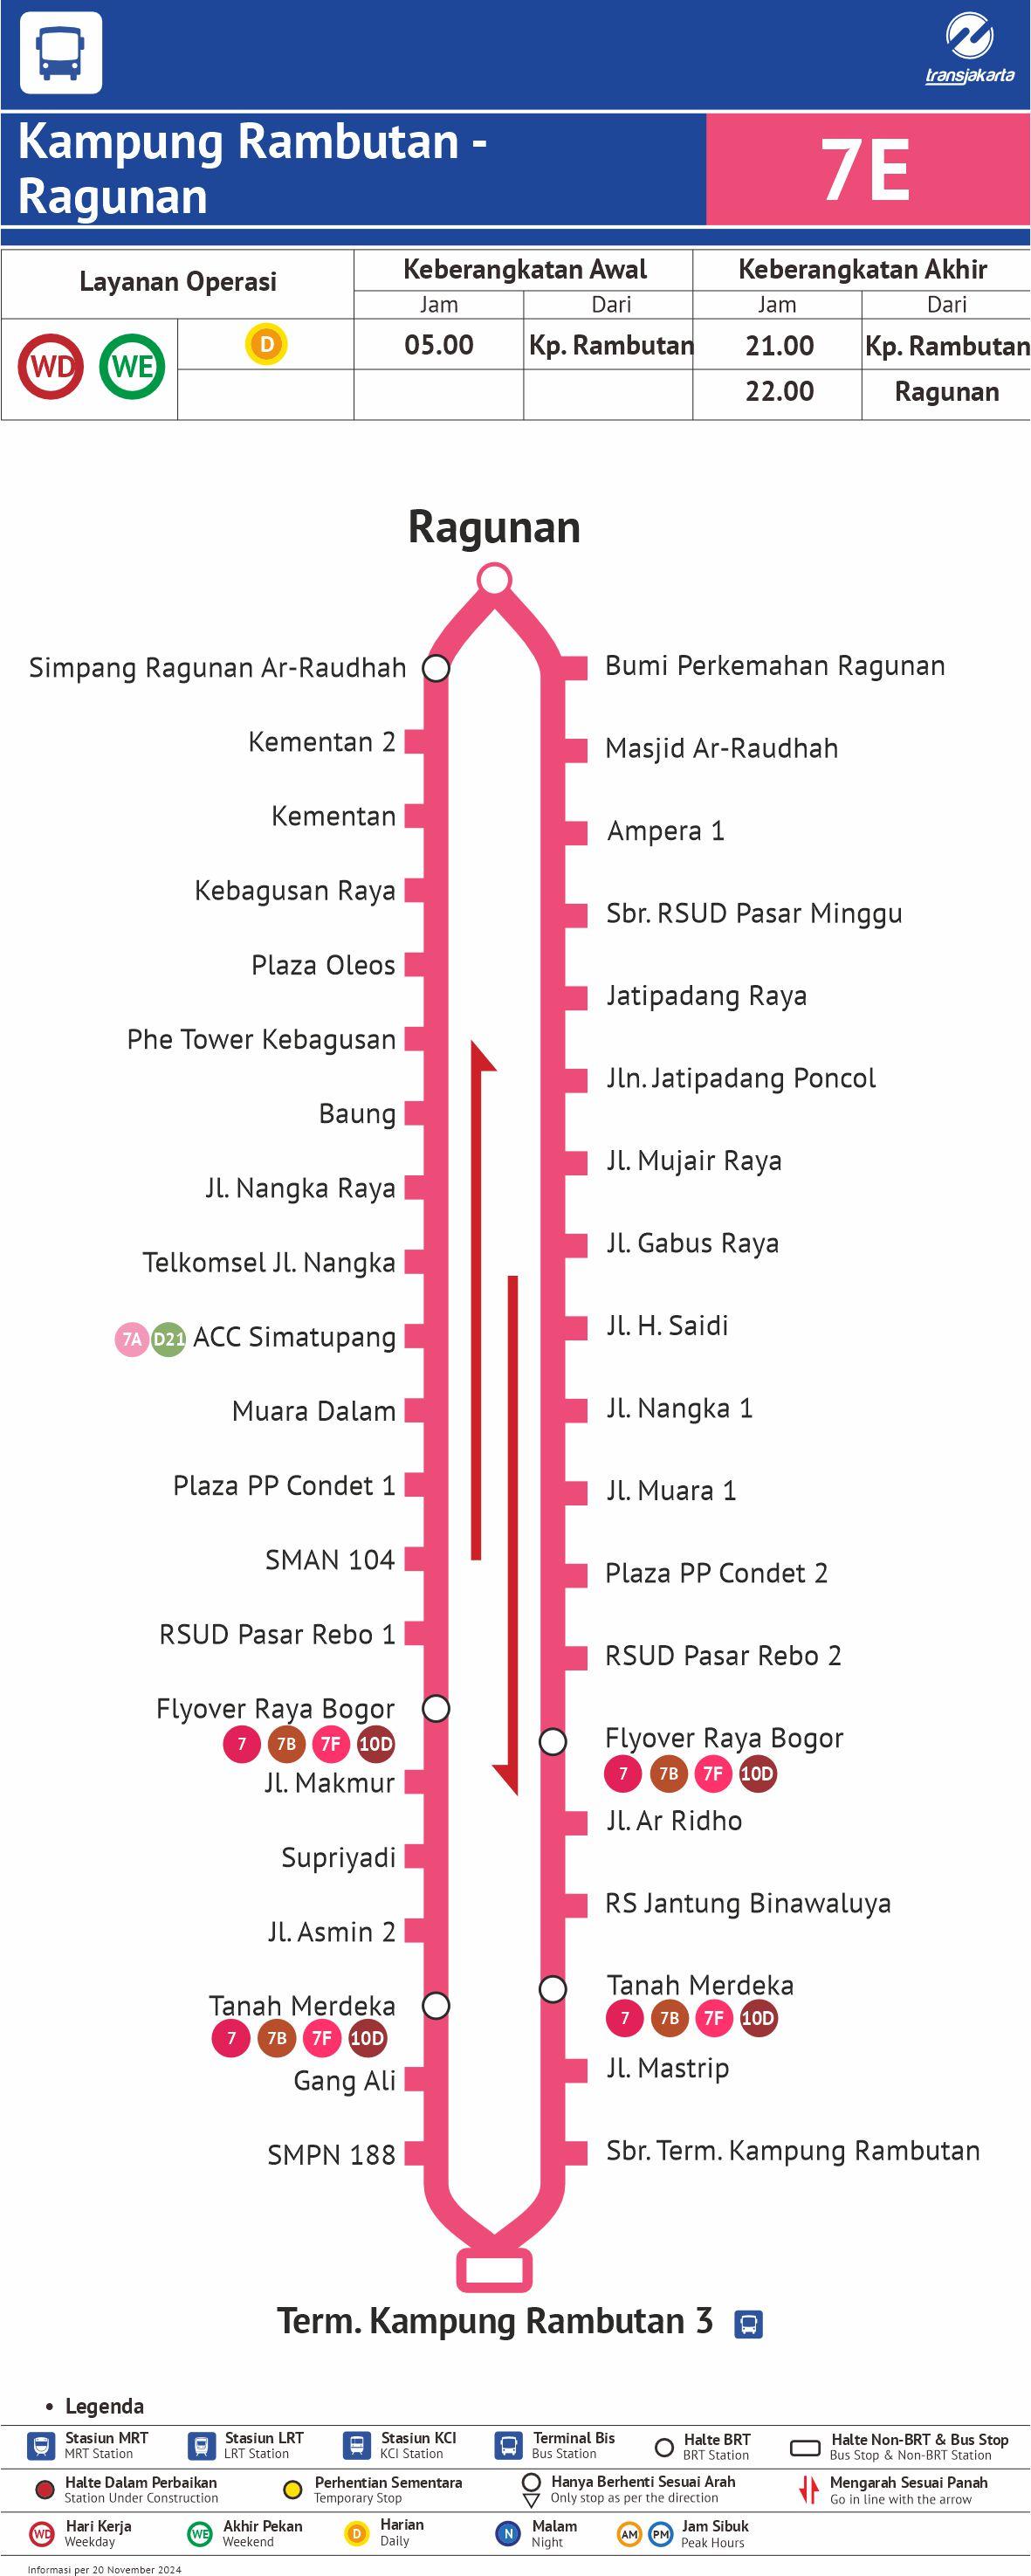 transjakarta
Kampung Rambutan -
Ragunan
7E
Layanan Operasi
Keberangkatan Awal
Keberangkatan Akhir
Jam
Dari
Jam
Dari
WD
WE
D
05.00
Kp. Rambutan
21.00
Kp. Rambutan
22.00
Ragunan
Ragunan
Simpang Ragunan Ar-Raudhah
Kementan 2
Kementan
Kebagusan Raya
Plaza Oleos
Phe Tower Kebagusan
Baung
Jl. Nangka Raya
Telkomsel Jl. Nangka
7A D21 ACC Simatupang
Muara Dalam
Plaza PP Condet 1
SMAN 104
RSUD Pasar Rebo 1
Flyover Raya Bogor
7 7B 7F 10D
Jl. Makmur
Supriyadi
Jl. Asmin 2
Tanah Merdeka
7 7B 7F 10D
Gang Ali
SMPN 188
Bumi Perkemahan Ragunan
Masjid Ar-Raudhah
Ampera 1
Sbr. RSUD Pasar Minggu
Jatipadang Raya
Jln. Jatipadang Poncol
Jl. Mujair Raya
Jl. Gabus Raya
Jl. H. Saidi
Jl. Nangka 1
Jl. Muara 1
Plaza PP Condet 2
RSUD Pasar Rebo 2
Flyover Raya Bogor
7 7B 7F 10D
Jl. Ar Ridho
RS Jantung Binawaluya
Tanah Merdeka
7 7B 7F 10D
Jl. Mastrip
Sbr. Term. Kampung Rambutan
Term. Kampung Rambutan 3
• Legenda
Stasiun MRT
MRT Station
Stasiun LRT
LRT Station
Stasiun KCI
KCI Station
Terminal Bis
Bus Station
Halte BRT
BRT Station
Halte Non-BRT & Bus Stop
Bus Stop & Non-BRT Station
Halte Dalam Perbaikan
Station Under Construction
Perhentian Sementara
Temporary Stop
Hanya Berhenti Sesuai Arah
Only stop as per the direction
Mengarah Sesuai Panah
Go in line with the arrow
WD
Hari Kerja
Weekday
WE
Akhir Pekan
Weekend
D
Harian
Daily
N
Malam
Night
AM PM
Jam Sibuk
Peak Hours
Informasi per 20 November 2024